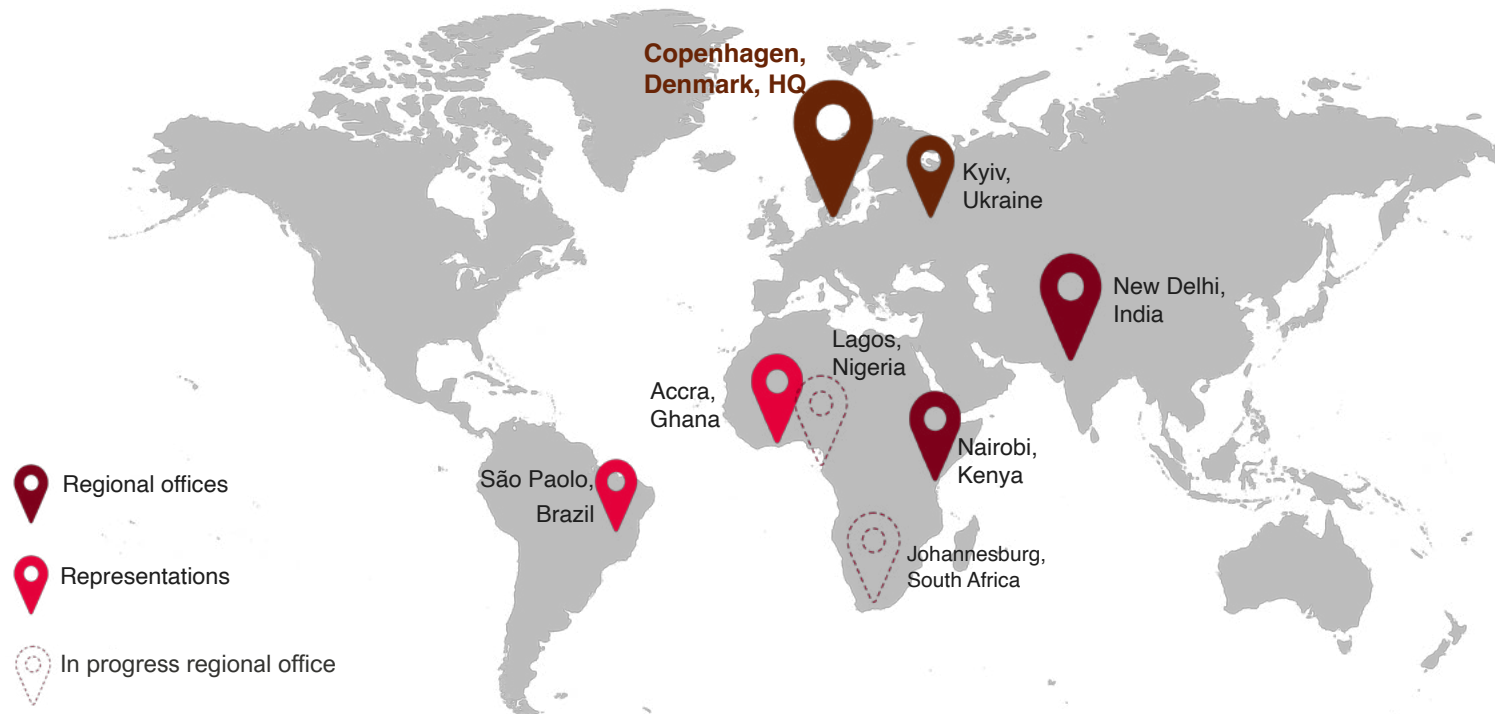 Copenhagen,
Denmark, HQ
Kyiv,
Ukraine
New Delhi,
India
Lagos,
Nigeria
Accra,
Ghana
Nairobi,
Kenya
São Paolo,
Brazil
Johannesburg,
South Africa
Regional offices
Representations
In progress regional office